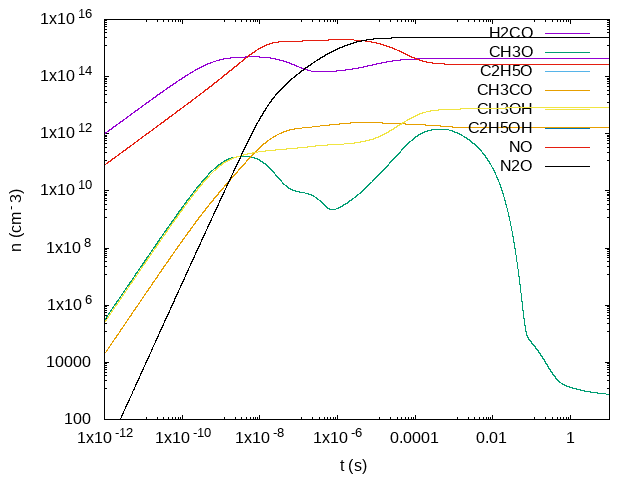 1x10^16
1x10^14
1x10^12
1x10^10
1x10^8
1x10^6
10000
100
n (cm^-3)
H2CO
CH3O
C2H5O
CH3CO
CH3OH
C2H5OH
NO
N2O
1x10^-12 1x10^-10 1x10^-8 1x10^-6 0.0001 0.01 1
t (s)